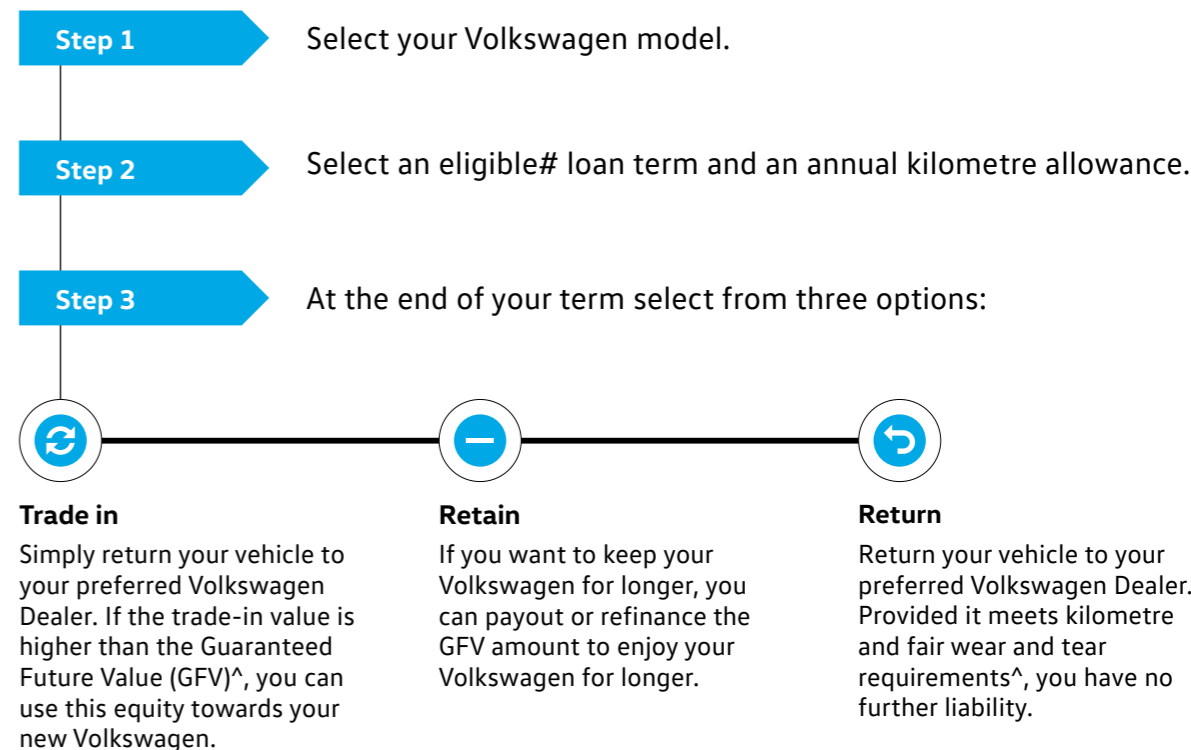 Step 1
Select your Volkswagen model.
Step 2
Select an eligible# loan term and an annual kilometre allowance.
Step 3
At the end of your term select from three options:
Trade in
Simply return your vehicle to
your preferred Volkswagen
Dealer. If the trade-in value is
higher than the Guaranteed
Future Value (GFV)^, you can
use this equity towards your
new Volkswagen.
Retain
If you want to keep your
Volkswagen for longer, you
can payout or refinance the
GFV amount to enjoy your
Volkswagen for longer.
Return
Return your vehicle to your
preferred Volkswagen Dealer.
Provided it meets kilometre
and fair wear and tear
requirements^, you have no
further liability.